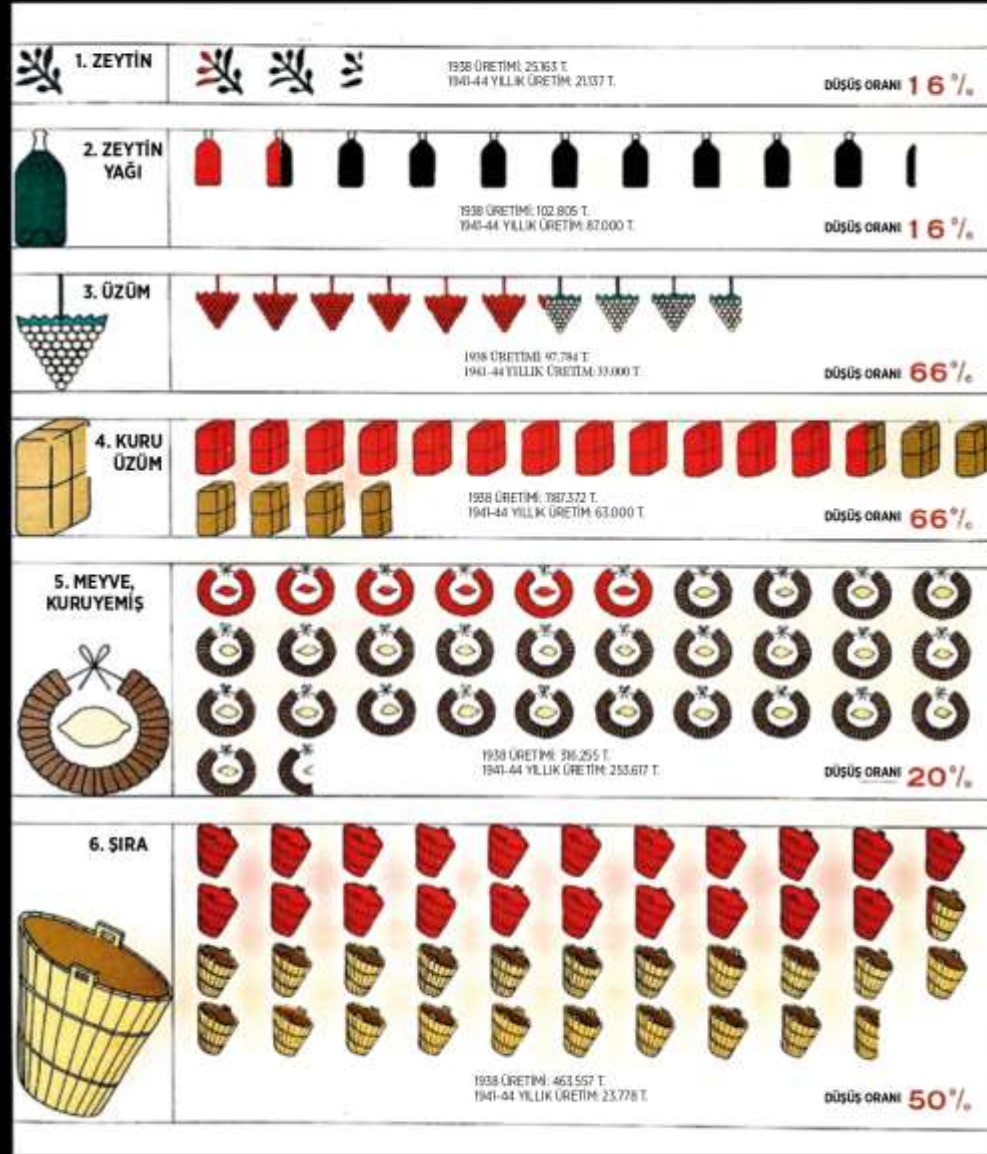 1. ZEYTİN
1938 ÜRETİMİ: 25.163 T.
1941-44 YILLIK ÜRETİM: 21.137 T.
DÜŞÜŞ ORANI 16%
2. ZEYTİN
YAĞI
1938 ÜRETİMİ: 102.805 T.
1941-44 YILLIK ÜRETİM: 87.000 T.
DÜŞÜŞ ORANI 16%
3. ÜZÜM
1938 ÜRETİMİ: 97.784 T.
1941-44 YILLIK ÜRETİM: 33.000 T
DÜŞÜŞ ORANI 66%
4. KURU
ÜZÜM
1938 ÜRETİMİ: 1187.372 T.
1941-44 YILLIK ÜRETİM: 63.000 T.
DÜŞÜŞ ORANI 66%
5. MEYVE,
KURUYEMİŞ
1938 ÜRETİMİ: 316.255 T.
1941-44 YILLIK ÜRETİM: 253.617 T.
DÜŞÜŞ ORANI 20%
6. ŞIRA
1938 ÜRETİMİ: 463.557 T.
1941-44 YILLIK ÜRETİM: 23.778 T.
DÜŞÜŞ ORANI 50%